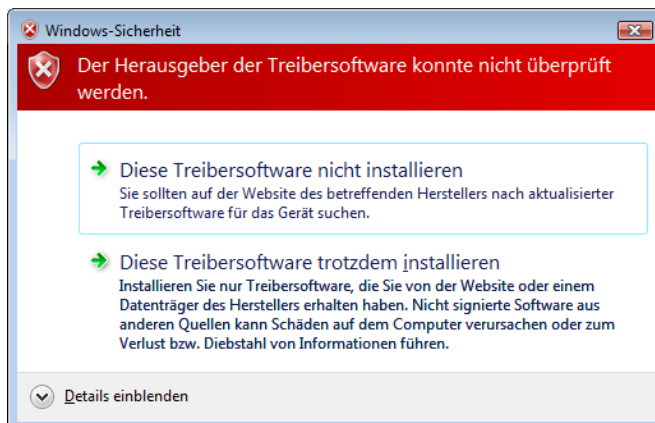 Windows-Sicherheit
Der Herausgeber der Treibersoftware konnte nicht überprüft
werden.
Diese Treibersoftware nicht installieren
Sie sollten auf der Website des betreffenden Herstellers nach aktualisierter
Treibersoftware für das Gerät suchen.
Diese Treibersoftware trotzdem installieren
Installieren Sie nur Treibersoftware, die Sie von der Website oder einem
Datenträger des Herstellers erhalten haben. Nicht signierte Software aus
anderen Quellen kann Schäden auf dem Computer verursachen oder zum
Verlust bzw. Diebstahl von Informationen führen.
Details einblenden